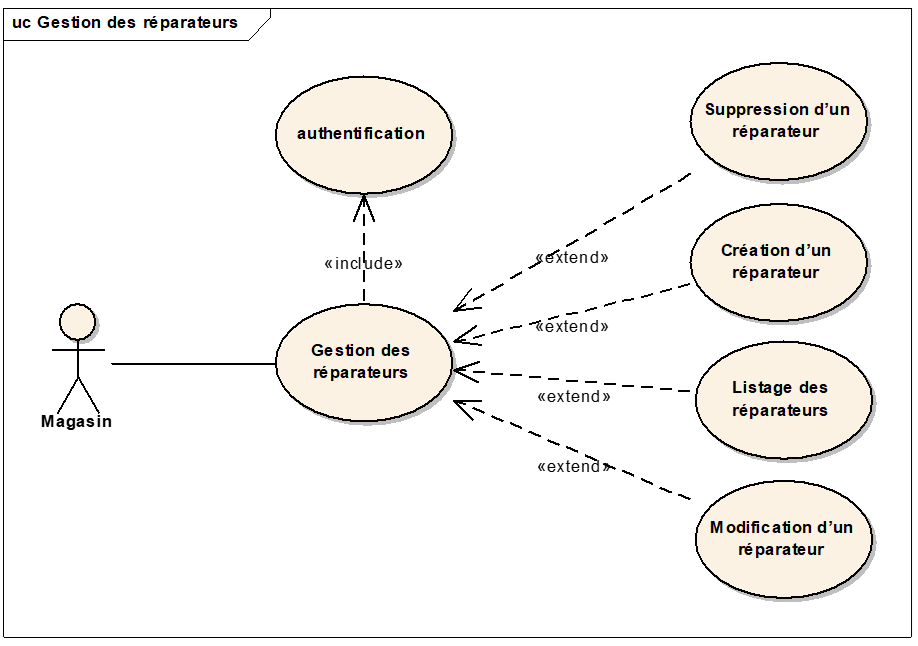 uc Gestion des réparateurs
authentification
«include»
Gestion des
réparateurs
Magasin
Suppression d’un
réparateur
«extend»
Création d’un
réparateur
«extend»
Listage des
réparateurs
«extend»
Modification d’un
réparateur
«extend»